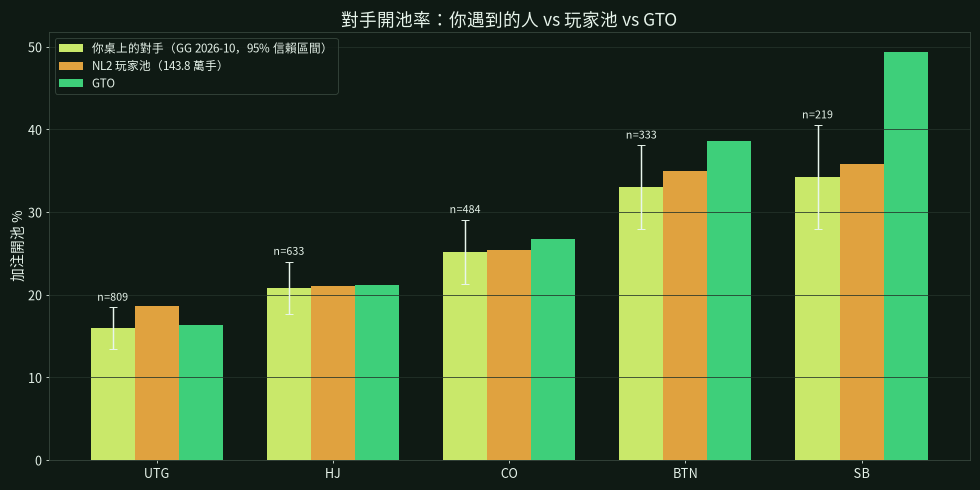 對手開池率：你遇到的人 vs 玩家池 vs GTO
你桌上的對手（GG 2026-10，95% 信賴區間）
NL2 玩家池（143.8 萬手）
GTO
加注開池 %
50
40
30
20
10
0
n=809
n=633
n=484
n=333
n=219
UTG
HJ
CO
BTN
SB